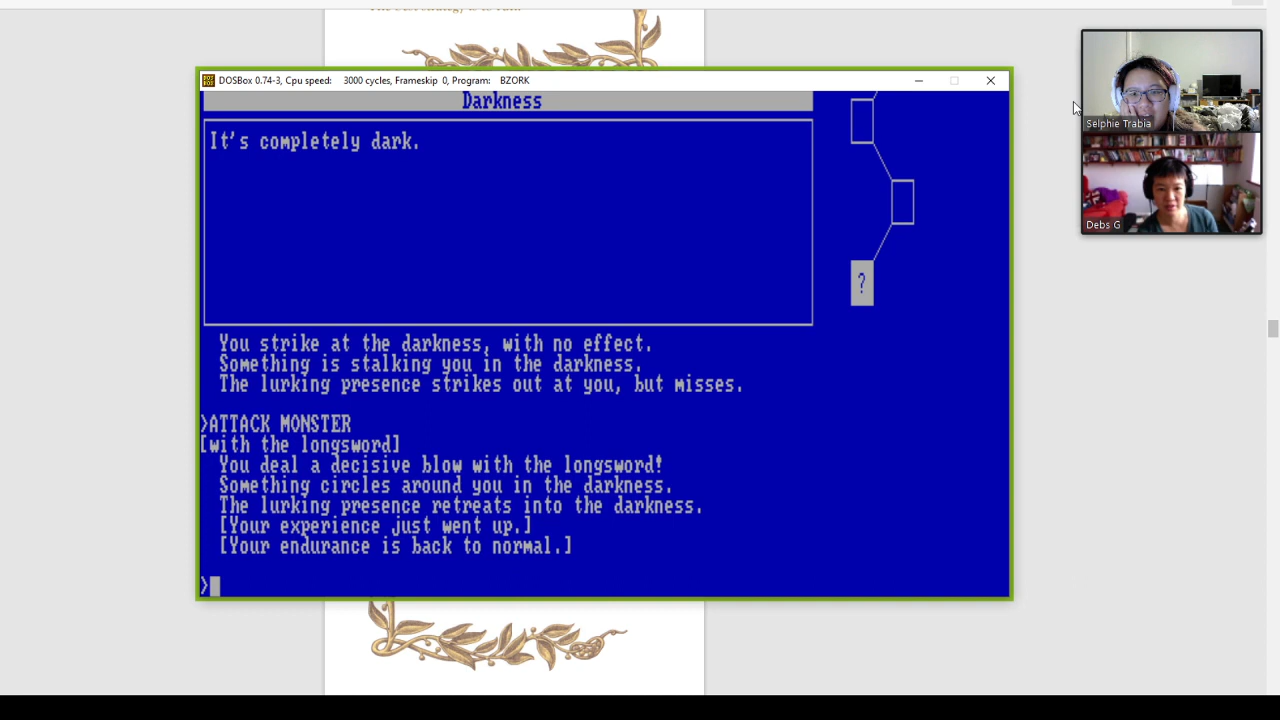 DOSBox 0.74-3, Cpu speed: 3000 cycles, Frameskip 0, Program: BZORK
Darkness
It's completely dark.
?
You strike at the darkness, with no effect.
Something is stalking you in the darkness.
The lurking presence strikes out at you, but misses.
>ATTACK MONSTER
[with the longsword]
You deal a decisive blow with the longsword!
Something circles around you in the darkness.
The lurking presence retreats into the darkness.
[Your experience just went up.]
[Your endurance is back to normal.]
>
Selphie Trabia
Debs G